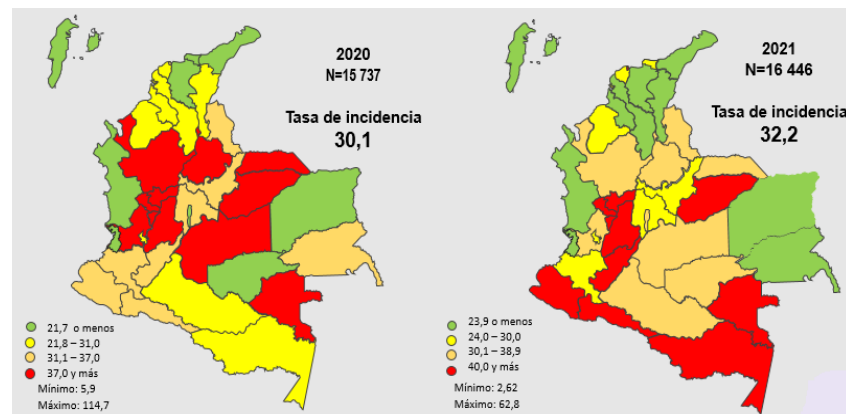 2020
N=15 737
Tasa de incidencia
30,1
21,7 o menos
21,8 – 31,0
31,1 – 37,0
37,0 y más
Mínimo: 5,9
Máximo: 114,7
2021
N=16 446
Tasa de incidencia
32,2
23,9 o menos
24,0 – 30,0
30,1 – 38,9
40,0 y más
Mínimo: 2,62
Máximo: 62,8